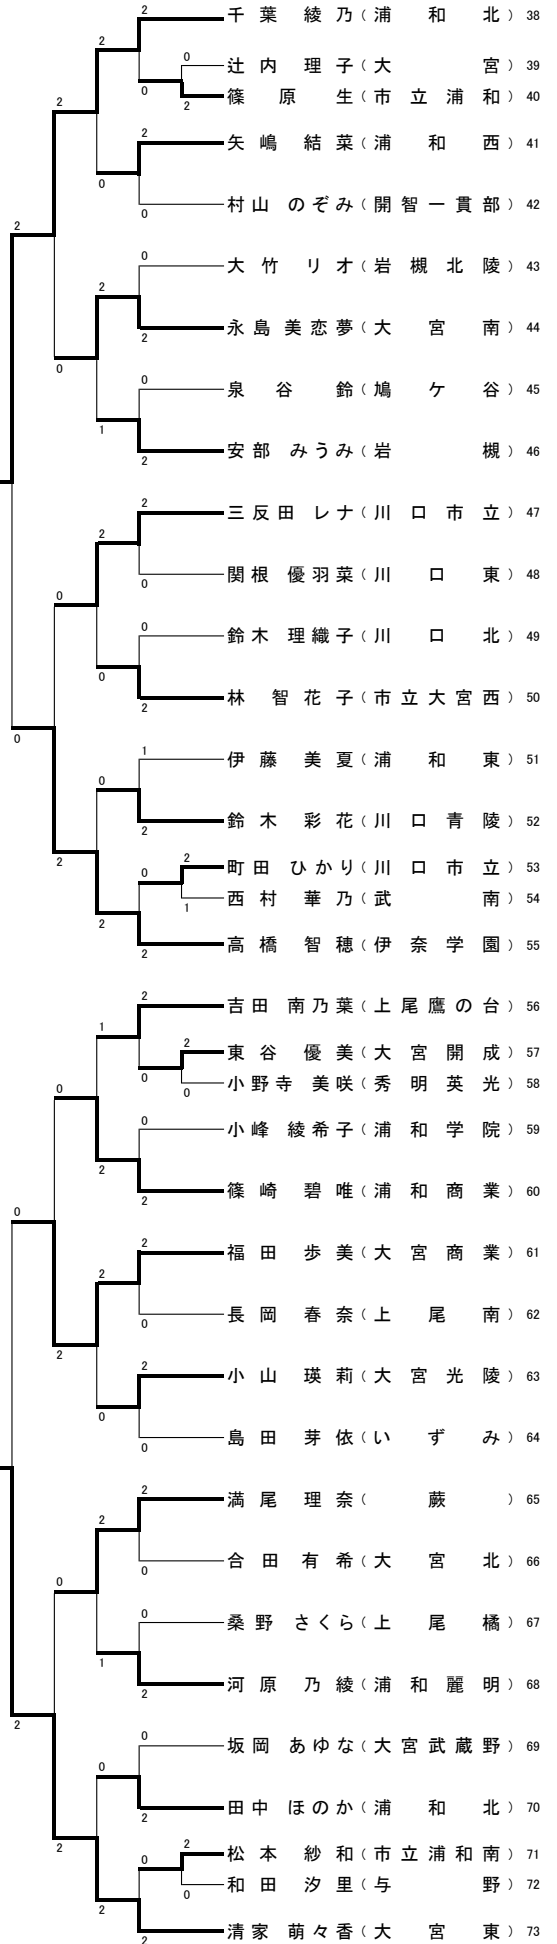 千葉 綾乃（浦和北）38
辻内 理子（大宮）39
篠原 生（市立浦和）40
矢嶋 結菜（浦和西）41
村山 のぞみ（開智一貫部）42
大竹 リオ（岩槻北陵）43
永島 美恋夢（大宮南）44
泉谷 鈴（鳩ケ谷）45
安部 みうみ（岩槻）46
三反田 レナ（川口市立）47
関根 優羽菜（川口東）48
鈴木 理織子（川口北）49
林 智花子（市立大宮西）50
伊藤 美夏（浦和東）51
鈴木 彩花（川口青陵）52
町田 ひかり（川口市立）53
西村 華乃（武南）54
高橋 智穂（伊奈学園）55
吉田 南乃葉（上尾鷹の台）56
東谷 優美（大宮開成）57
小野寺 美咲（秀明英光）58
小峰 綾希子（浦和学院）59
篠崎 碧唯（浦和商業）60
福田 歩美（大宮商業）61
長岡 春奈（上尾南）62
小山 瑛莉（大宮光陵）63
島田 芽依（いずみ）64
満尾 理奈（蕨）65
合田 有希（大宮北）66
桑野 さくら（上尾橘）67
河原 乃綾（浦和麗明）68
坂岡 あゆな（大宮武蔵野）69
田中 ほのか（浦和北）70
松本 紗和（市立浦和南）71
和田 汐里（与野）72
清家 萌々香（大宮東）73